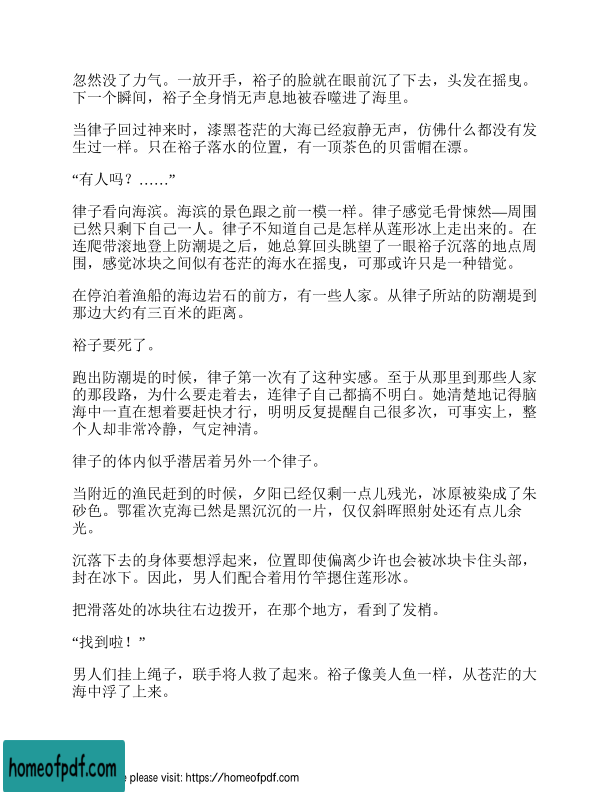 忽然没了力气。一放开手，裕子的脸就在眼前沉了下去，头发在摇曳。
下一个瞬间，裕子全身悄无声息地被吞噬进了海里。
当律子回过神来时，漆黑苍茫的大海已经寂静无声，仿佛什么都没有发
生过一样。只在裕子落水的位置，有一顶茶色的贝雷帽在漂。
“有人吗？……”
律子看向海滨。海滨的景色跟之前一模一样。律子感觉毛骨悚然—周围
已然只剩下自己一人。律子不知道自己是怎样从莲形冰上走出来的。在
连爬带滚地登上防潮堤之后，她总算回头眺望了一眼裕子沉落的地点周
围，感觉冰块之间似有苍茫的海水在摇曳，可那或许只是一种错觉。
在停泊着渔船的海边岩石的前方，有一些人家。从律子所站的防潮堤到
那边大约有三百米的距离。
裕子要死了。
跑出防潮堤的时候，律子第一次有了这种实感。至于从那里到那些人家
的那段路，为什么要走着去，连律子自己都搞不明白。她清楚地记得脑
海中一直在想着要赶快才行，明明反复提醒自己很多次，可事实上，整
个人却非常冷静，气定神清。
律子的体内似乎潜居着另外一个律子。
当附近的渔民赶到的时候，夕阳已经仅剩一点儿残光，冰原被染成了朱
砂色。鄂霍次克海已然是黑沉沉的一片，仅仅斜晖照射处还有点儿余
光。
沉落下去的身体要想浮起来，位置即使偏离少许也会被冰块卡住头部，
封在冰下。因此，男人们配合着用竹竿摁住莲形冰。
把滑落处的冰块往右边拨开，在那个地方，看到了发梢。
“找到啦！”
男人们挂上绳子，联手将人救了起来。裕子像美人鱼一样，从苍茫的大
海中浮了上来。
homeofpdf.com
e please visit: https://homeofpdf.com